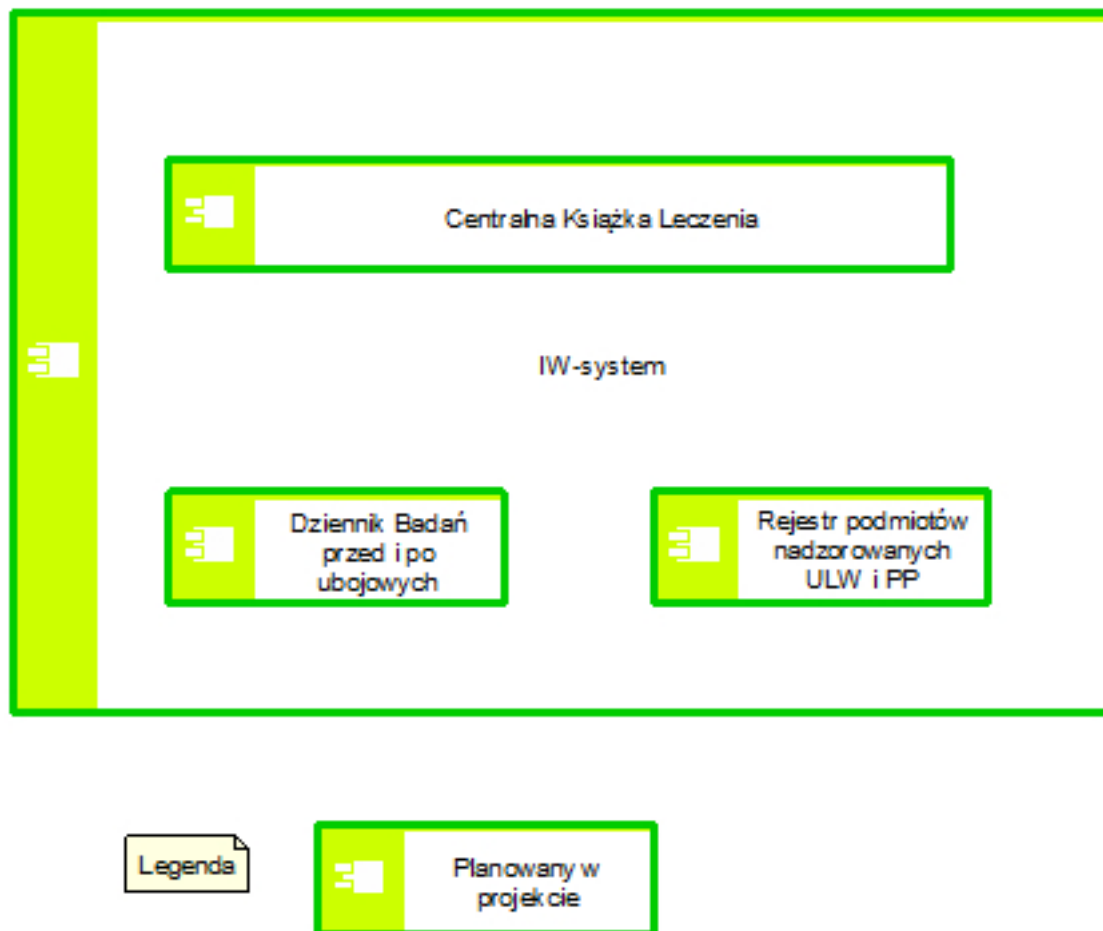 Centralna Książka Leczenia
IW-system
Dziennik Badań
przed i po
ubojowych
Rejestr podmiotów
nadzorowanych
ULW i PP
Legenda
Planowany w
projekcie